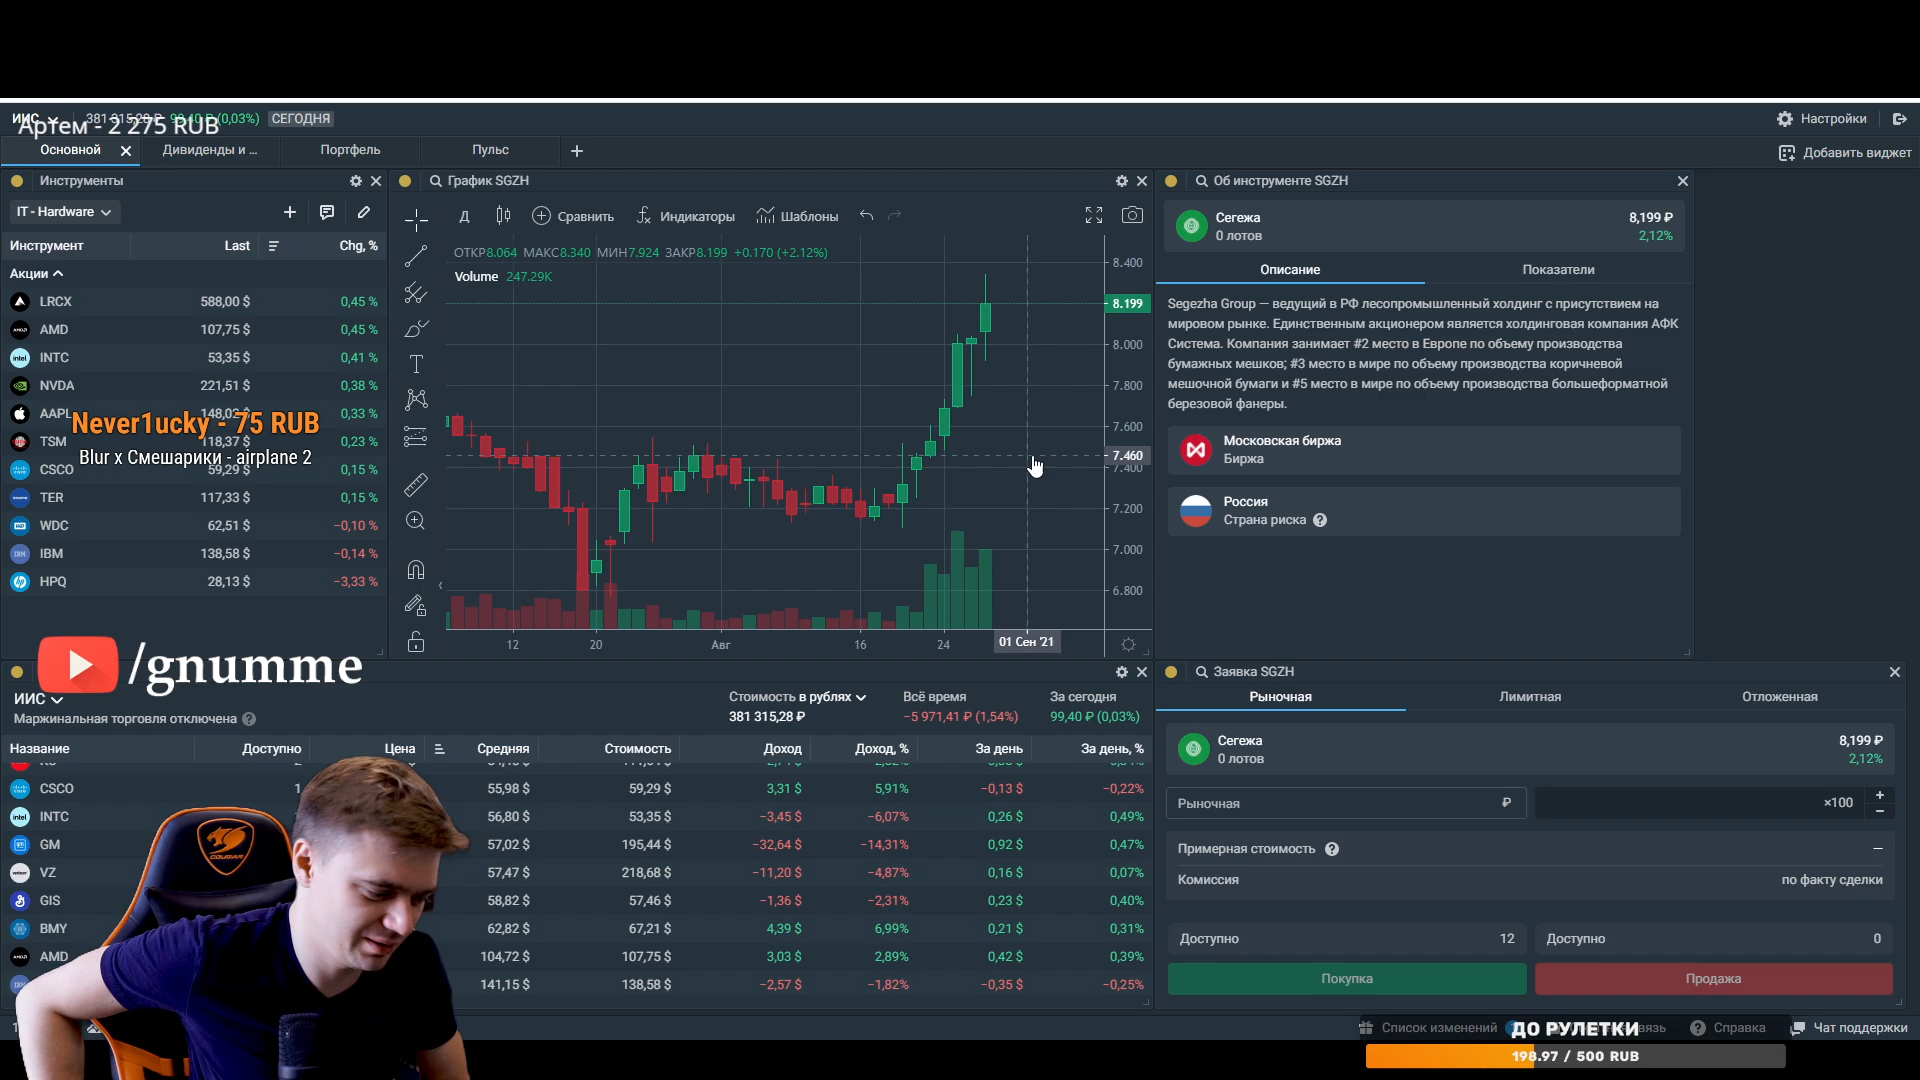 ИИС 381 315,28 ₽ 99,40 ₽ (0,03%) СЕГОДНЯ
Артем - 2 275 RUB
Настройки
Основной
Дивиденды и ...
Портфель
Пульс
Добавить виджет
Инструменты
IT - Hardware
Инструмент Last Chg, %
Акции
LRCX 588,00 $ 0,45 %
AMD 107,75 $ 0,45 %
INTC 53,35 $ 0,41 %
NVDA 221,51 $ 0,38 %
AAPL 148,02 $ 0,33 %
Never1ucky - 75 RUB
TSM 118,37 $ 0,23 %
Blur x Смешарики - airplane 2
CSCO 59,29 $ 0,15 %
TER 117,33 $ 0,15 %
WDC 62,51 $ −0,10 %
IBM 138,58 $ −0,14 %
HPQ 28,13 $ −3,33 %
/gnumme
График SGZH
Д Сравнить Индикаторы Шаблоны
ОТКР8.064 МАКС8.340 МИН7.924 ЗАКР8.199 +0.170 (+2.12%)
Volume 247.29K
8.400
8.199
8.000
7.800
7.600
7.460
7.400
7.200
7.000
6.800
12 20 Авг 16 24 01 Сен '21
Об инструменте SGZH
Сегежа 8,199 ₽
0 лотов 2,12%
Описание Показатели
Segezha Group — ведущий в РФ лесопромышленный холдинг с присутствием на
мировом рынке. Единственным акционером является холдинговая компания АФК
Система. Компания занимает #2 место в Европе по объему производства
бумажных мешков; #3 место в мире по объему производства коричневой
мешочной бумаги и #5 место в мире по объему производства большеформатной
березовой фанеры.
Московская биржа
Биржа
Россия
Страна риска
ИИС
Маржинальная торговля отключена
Стоимость в рублях Всё время За сегодня
381 315,28 ₽ −5 971,41 ₽ (1,54%) 99,40 ₽ (0,03%)
Название Доступно Цена Средняя Стоимость Доход Доход, % За день За день, %
CSCO 1 55,98 $ 59,29 $ 3,31 $ 5,91% −0,13 $ −0,22%
INTC 56,80 $ 53,35 $ −3,45 $ −6,07% 0,26 $ 0,49%
GM 57,02 $ 195,44 $ −32,64 $ −14,31% 0,92 $ 0,47%
VZ 57,47 $ 218,68 $ −11,20 $ −4,87% 0,16 $ 0,07%
GIS 58,82 $ 57,46 $ −1,36 $ −2,31% 0,23 $ 0,40%
BMY 62,82 $ 67,21 $ 4,39 $ 6,99% 0,21 $ 0,31%
AMD 104,72 $ 107,75 $ 3,03 $ 2,89% 0,42 $ 0,39%
141,15 $ 138,58 $ −2,57 $ −1,82% −0,35 $ −0,25%
COUGAR
Заявка SGZH
Рыночная Лимитная Отложенная
Сегежа 8,199 ₽
0 лотов 2,12%
Рыночная ₽ ×100
Примерная стоимость —
Комиссия по факту сделки
Доступно 12 Доступно 0
Покупка Продажа
Список изменений ДО РУЛЕТКИ Справка Чат поддержки
198.97 / 500 RUB